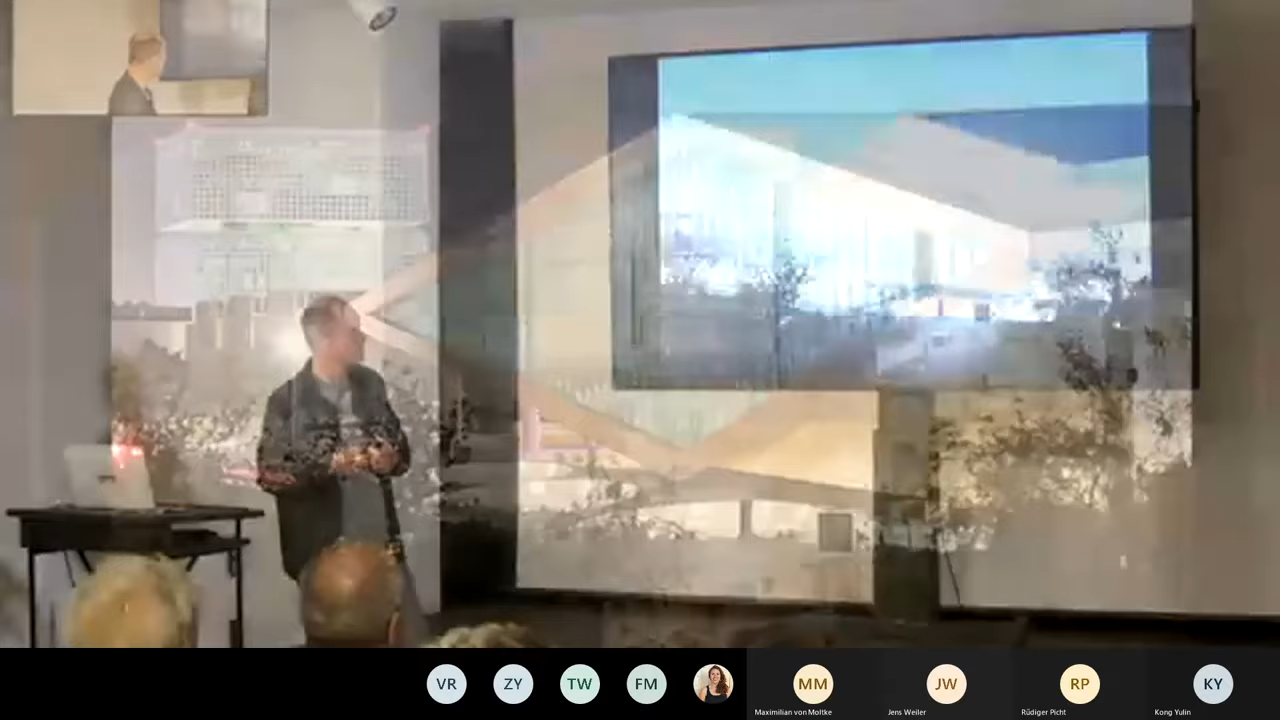 VR
ZY
TW
FM
MM
JW
RP
KY
Maximilian von Moltke
Jens Weiler
Rüdiger Picht
Kong Yulin